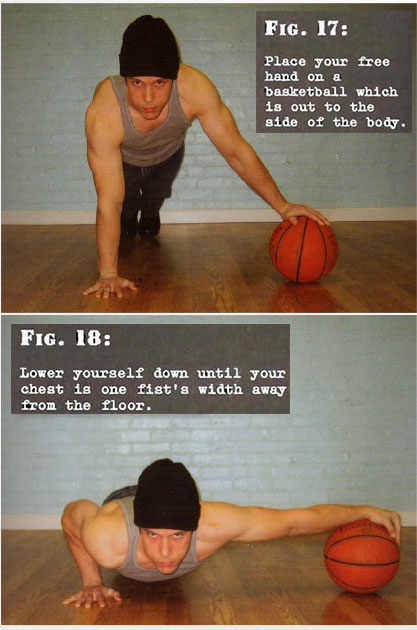 Fig. 17:
Place your free
hand on a
basketball which
is out to the
side of the body.
Fig. 18:
Lower yourself down until your
chest is one fist's width away
from the floor.